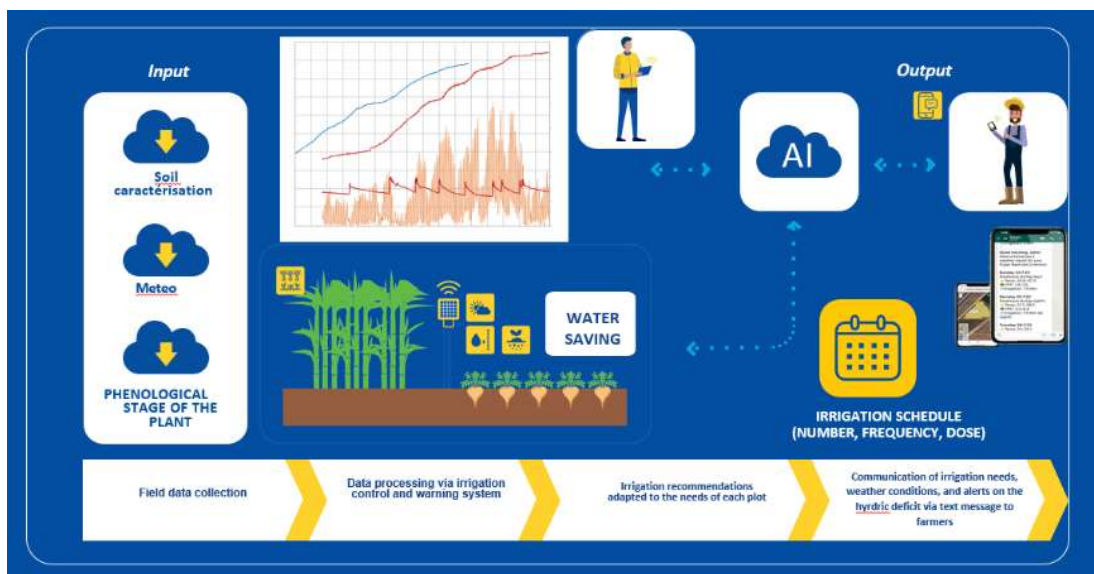 Input
Output
Soil
caractérisation
Meteo
PHENOLOGICAL
STAGE OF THE
PLANT
AI
WATER
SAVING
IRRIGATION SCHEDULE
(NUMBER, FREQUENCY, DOSE)
Field data collection
Data processing via irrigation
control and warning system
Irrigation recommendations
adapted to the needs of each plot
Communication of irrigation needs,
weather conditions, and alerts on the
hyrdric deficit via text message to
farmers